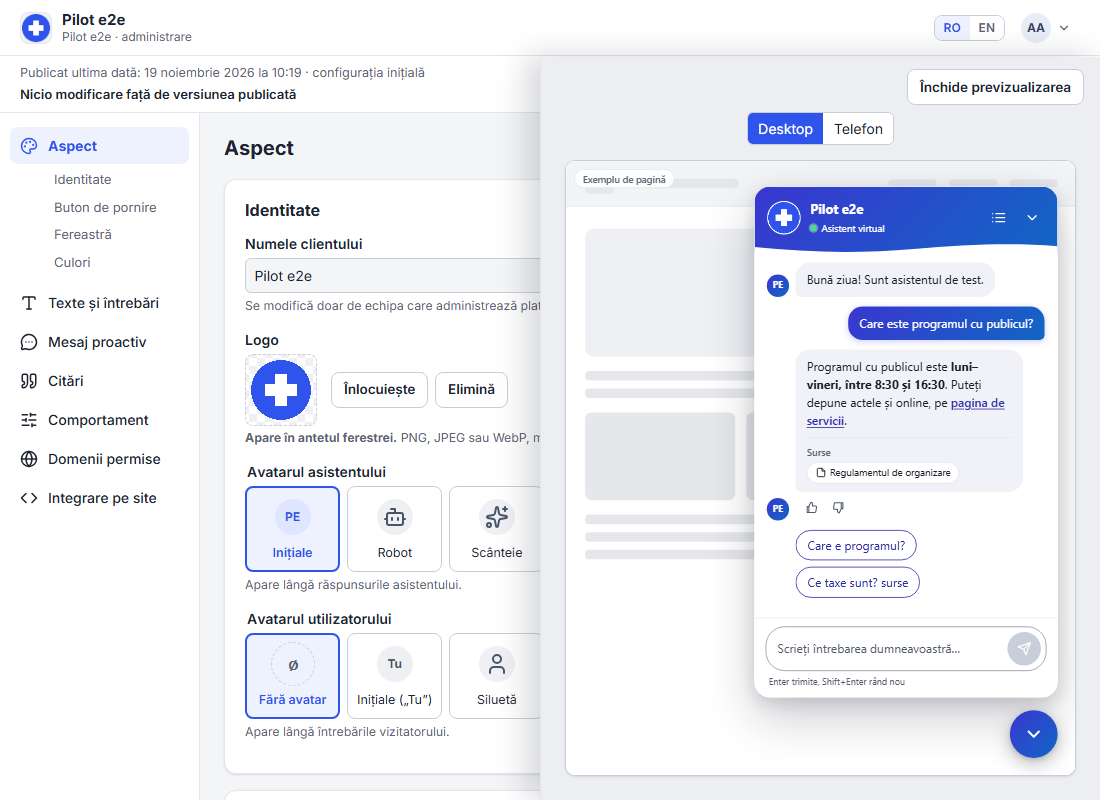 Pilot e2e
Pilot e2e · administrare
RO EN
AA
Publicat ultima dată: 19 noiembrie 2026 la 10:19 · configurația inițială
Nicio modificare față de versiunea publicată
Închide previzualizarea
Desktop Telefon
Aspect
Identitate
Buton de pornire
Fereastră
Culori
Texte și întrebări
Mesaj proactiv
Citări
Comportament
Domenii permise
Integrare pe site
Aspect
Identitate
Numele clientului
Pilot e2e
Se modifică doar de echipa care administrează
Logo
Înlocuiește
Elimină
Apare în antetul ferestrei. PNG, JPEG sau WebP,
Avatarul asistentului
PE
Inițiale
Robot
Scânteie
Apare lângă răspunsurile asistentului.
Avatarul utilizatorului
Ø
Fără avatar
Tu
Inițiale („Tu”)
Siluetă
Apare lângă întrebările vizitatorului.
Exemplu de pagină
Pilot e2e
Asistent virtual
PE
Bună ziua! Sunt asistentul de test.
Care este programul cu publicul?
Programul cu publicul este luni–
vineri, între 8:30 și 16:30. Puteți
depune actele și online, pe pagina de
servicii.
Surse
Regulamentul de organizare
PE
Care e programul?
Ce taxe sunt? surse
Scrieți întrebarea dumneavoastră...
Enter trimite, Shift+Enter rând nou